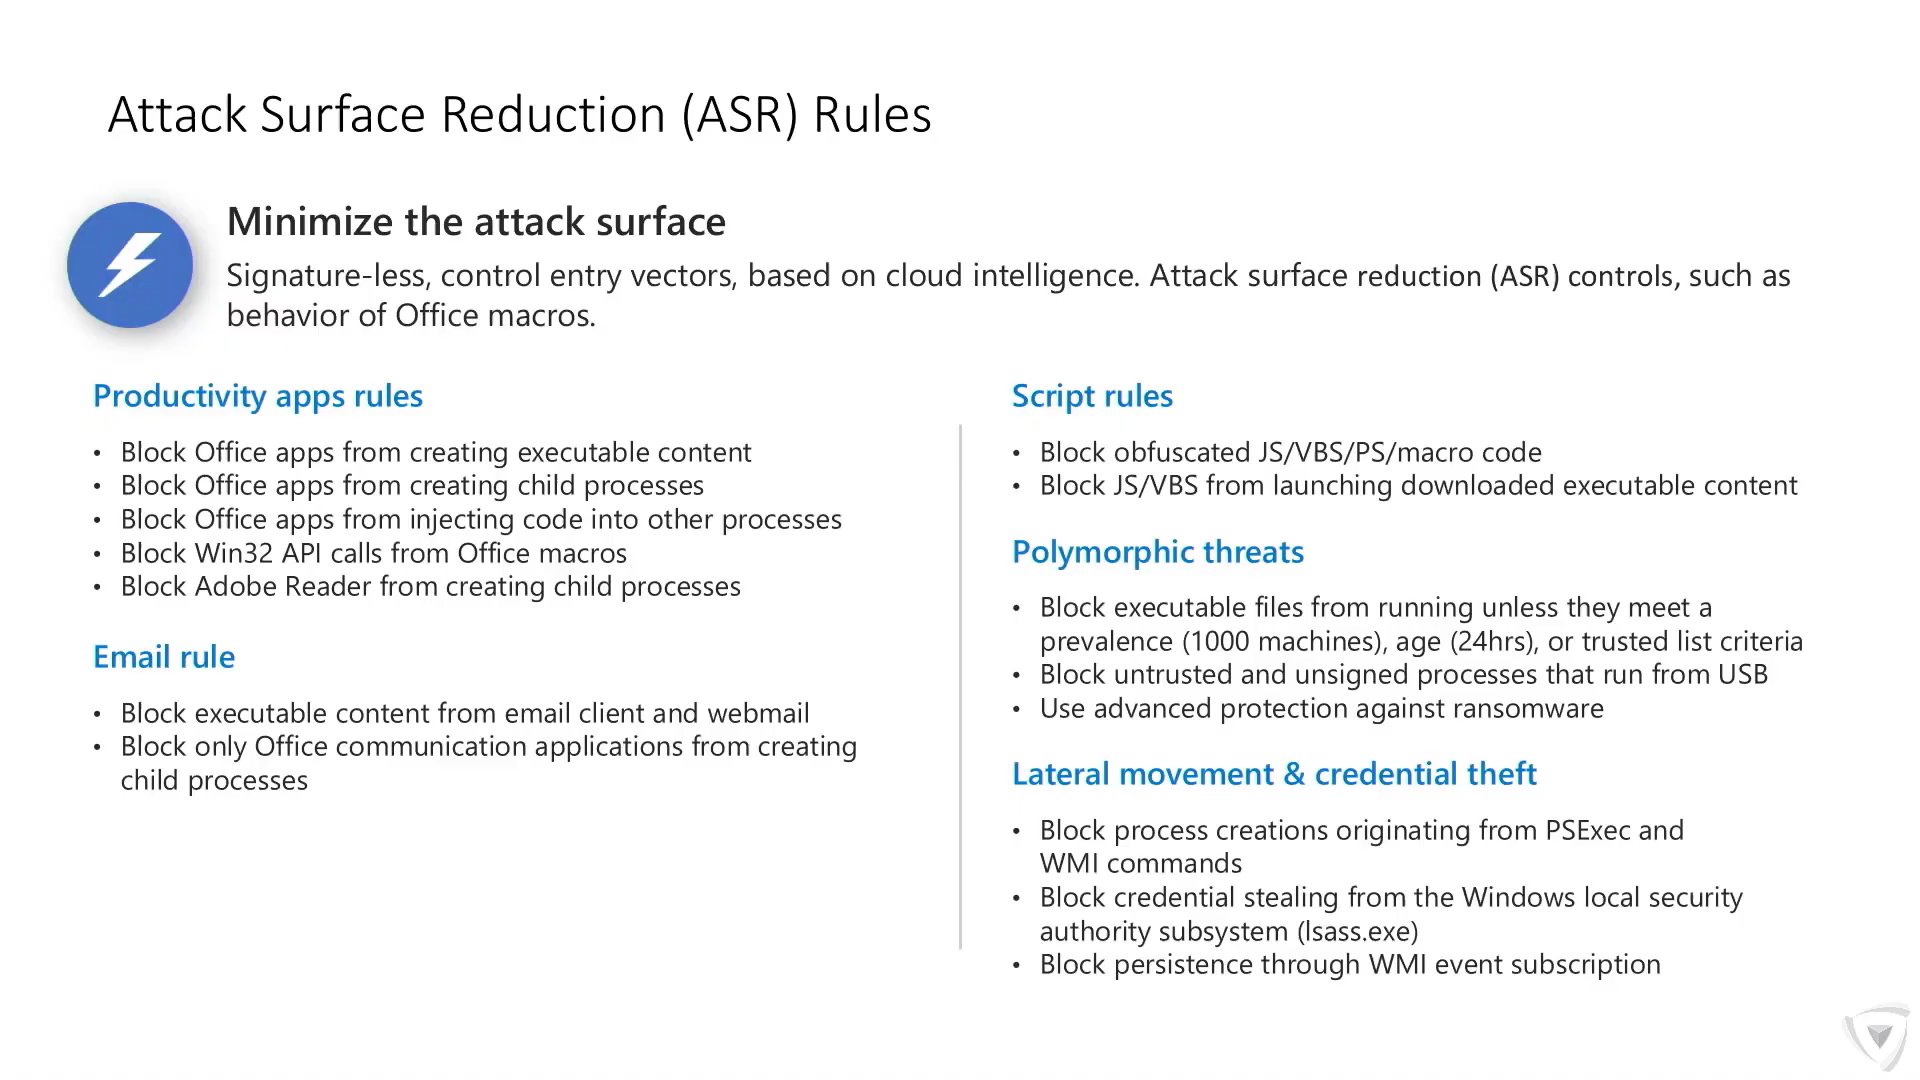 Attack Surface Reduction (ASR) Rules
Minimize the attack surface
Signature-less, control entry vectors, based on cloud intelligence. Attack surface reduction (ASR) controls, such as
behavior of Office macros.
Productivity apps rules
• Block Office apps from creating executable content
• Block Office apps from creating child processes
• Block Office apps from injecting code into other processes
• Block Win32 API calls from Office macros
• Block Adobe Reader from creating child processes
Email rule
• Block executable content from email client and webmail
• Block only Office communication applications from creating
child processes
Script rules
• Block obfuscated JS/VBS/PS/macro code
• Block JS/VBS from launching downloaded executable content
Polymorphic threats
• Block executable files from running unless they meet a
prevalence (1000 machines), age (24hrs), or trusted list criteria
• Block untrusted and unsigned processes that run from USB
• Use advanced protection against ransomware
Lateral movement & credential theft
• Block process creations originating from PSExec and
WMI commands
• Block credential stealing from the Windows local security
authority subsystem (lsass.exe)
• Block persistence through WMI event subscription